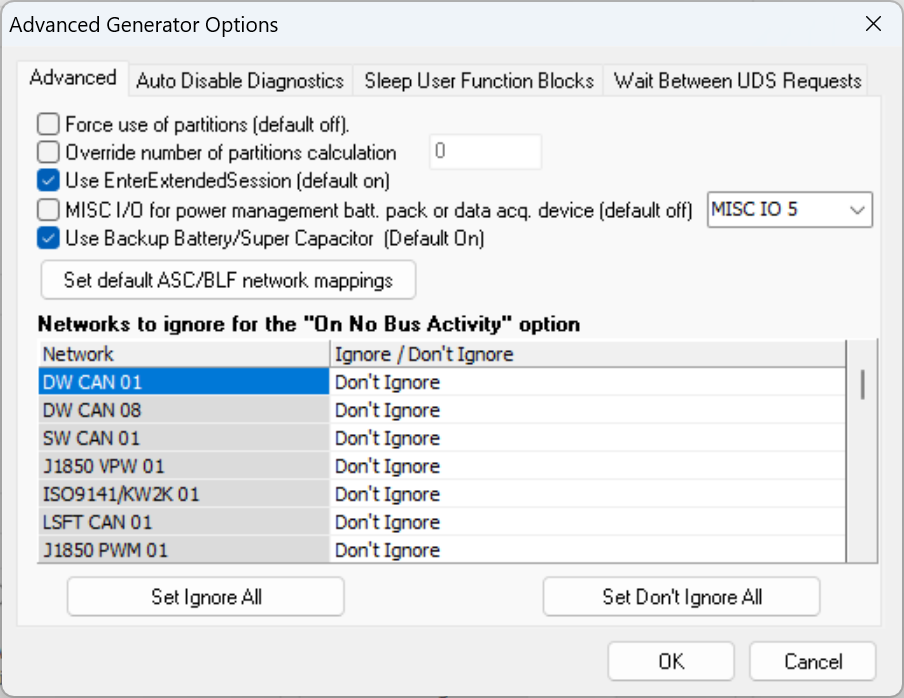 Advanced Generator Options
Advanced Auto Disable Diagnostics Sleep User Function Blocks Wait Between UDS Requests
Force use of partitions (default off).
Override number of partitions calculation 0
Use EnterExtendedSession (default on)
MISC I/O for power management batt. pack or data acq. device (default off) MISC IO 5
Use Backup Battery/Super Capacitor (Default On)
Set default ASC/BLF network mappings
Networks to ignore for the "On No Bus Activity" option
Network Ignore / Don't Ignore
DW CAN 01 Don't Ignore
DW CAN 08 Don't Ignore
SW CAN 01 Don't Ignore
J1850 VPW 01 Don't Ignore
ISO9141/KW2K 01 Don't Ignore
LSFT CAN 01 Don't Ignore
J1850 PWM 01 Don't Ignore
Set Ignore All Set Don't Ignore All
OK Cancel